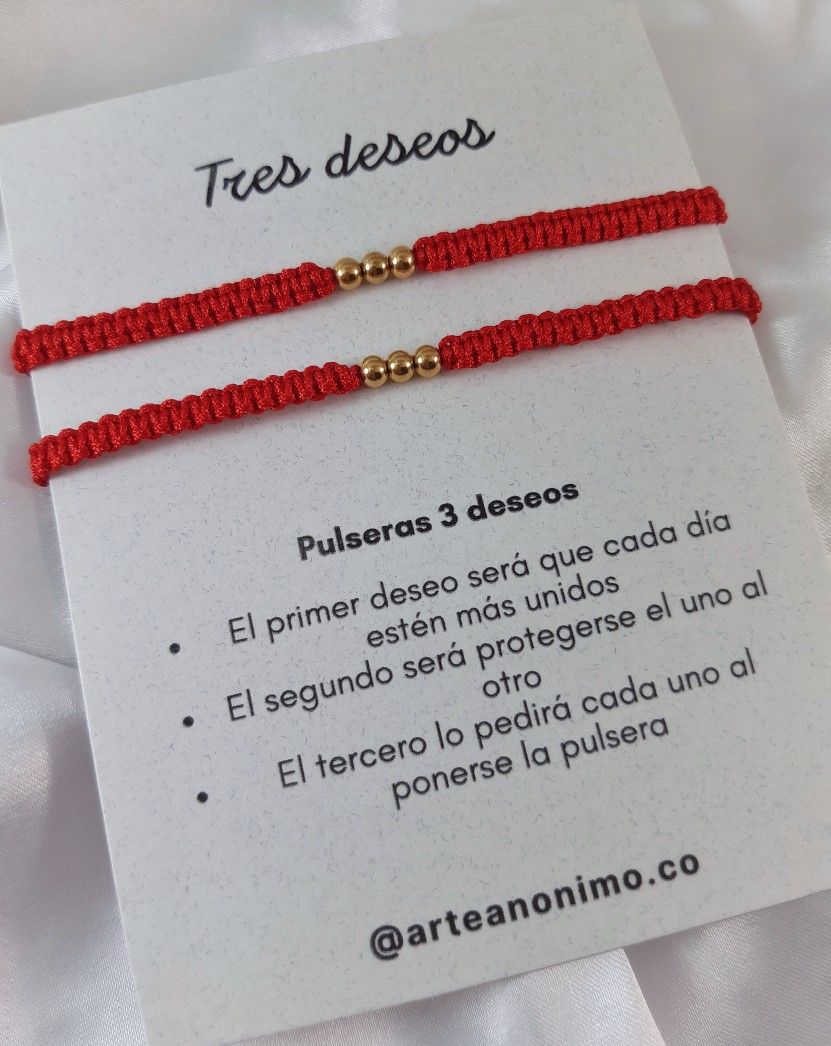 Tres deseos
Pulseras 3 deseos
• El primer deseo será que cada día
estén más unidos
• El segundo será protegerse el uno al
otro
• El tercero lo pedirá cada uno al
ponerse la pulsera
@arteanonimo.co